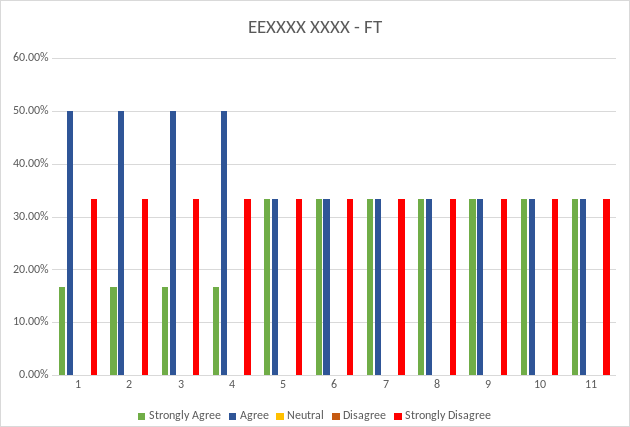 EEXXXX XXXX - FT
60.00%
50.00%
40.00%
30.00%
20.00%
10.00%
0.00%
1 2 3 4 5 6 7 8 9 10 11
Strongly Agree Agree Neutral Disagree Strongly Disagree